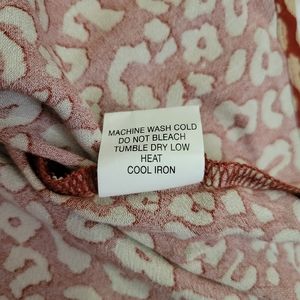 MACHINE WASH COLD
DO NOT BLEACH
TUMBLE DRY LOW
HEAT
COOL IRON